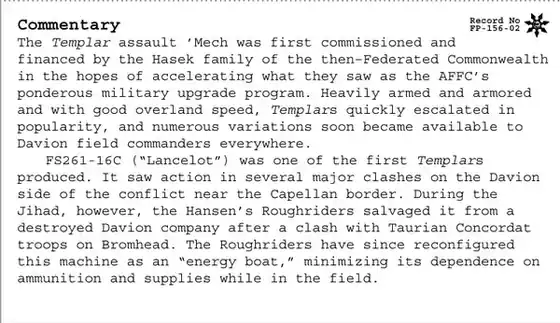 Commentary
Record No
FP-156-02
The Templar assault ’Mech was first commissioned and
financed by the Hasek family of the then-Federated Commonwealth
in the hopes of accelerating what they saw as the AFFC’s
ponderous military upgrade program. Heavily armed and armored
and with good overland speed, Templars quickly escalated in
popularity, and numerous variations soon became available to
Davion field commanders everywhere.
FS261-16C (“Lancelot”) was one of the first Templars
produced. It saw action in several major clashes on the Davion
side of the conflict near the Capellan border. During the
Jihad, however, the Hansen’s Roughriders salvaged it from a
destroyed Davion company after a clash with Taurian Concordat
troops on Bromhead. The Roughriders have since reconfigured
this machine as an “energy boat,” minimizing its dependence on
ammunition and supplies while in the field.